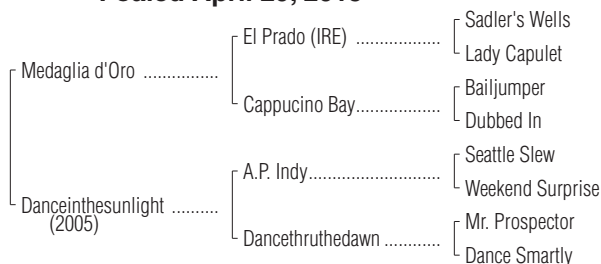 Sadler's Wells
El Prado (IRE) ...................
Lady Capulet
Medaglia d'Oro ...............
Bailjumper
Cappucino Bay...................
Dubbed In
Seattle Slew
A.P. Indy.............................
Weekend Surprise
Danceinthesunlight ..........
(2005)
Mr. Prospector
Dancethruthedawn ............
Dance Smartly